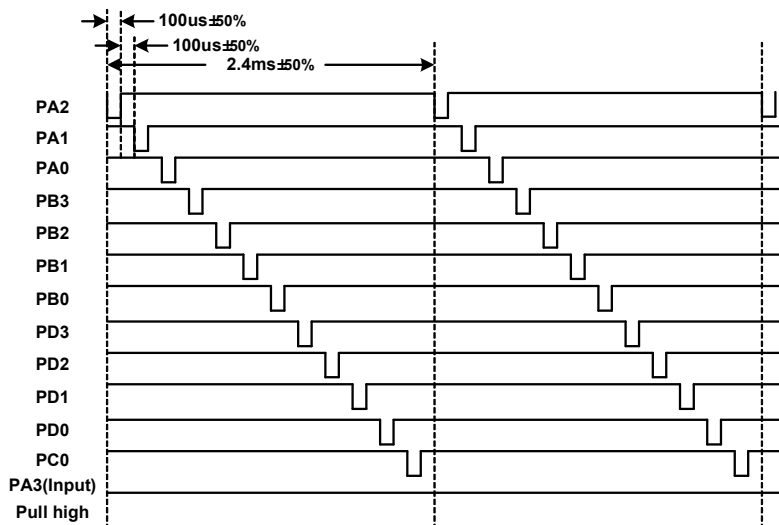 100us±50%
100us±50%
2.4ms±50%
PA2
PA1
PA0
PB3
PB2
PB1
PB0
PD3
PD2
PD1
PD0
PC0
PA3(Input)
Pull high